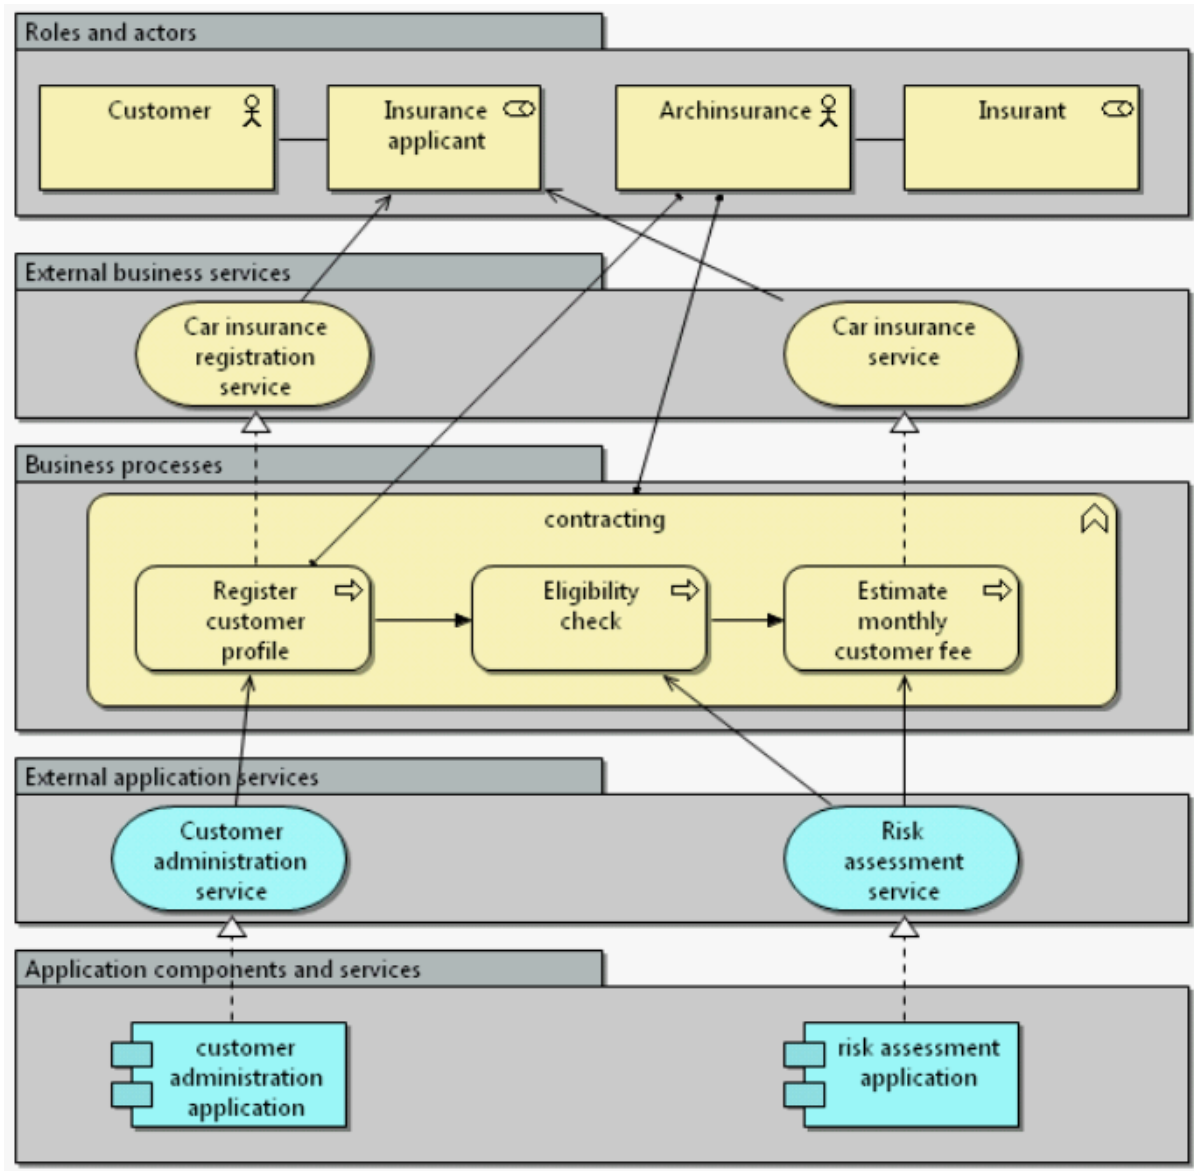 Roles and actors
Customer
Insurance
applicant
Archinsurance
Insurant
External business services
Car insurance
registration
service
Car insurance
service
Business processes
contracting
Register
customer
profile
Eligibility
check
Estimate
monthly
customer fee
External application services
Customer
administration
service
Risk
assessment
service
Application components and services
customer
administration
application
risk assessment
application